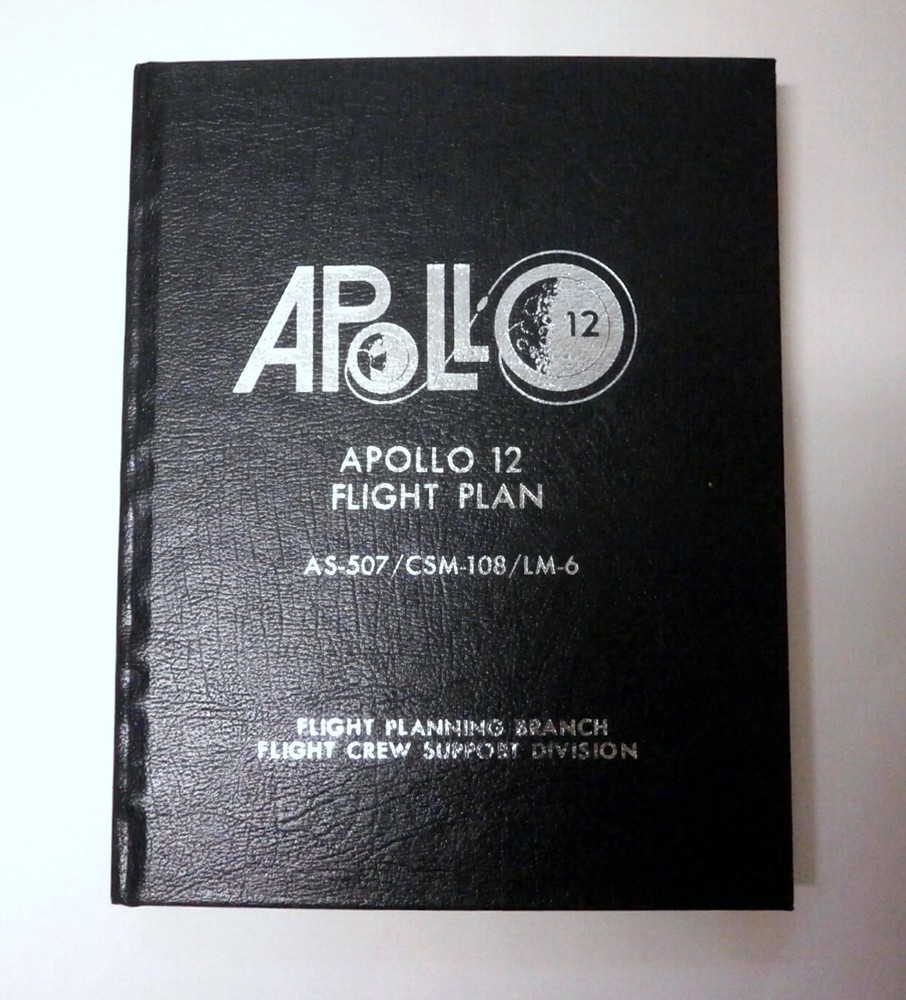 APOLLO 12
APOLLO 12
FLIGHT PLAN
AS-507/CSM-108/LM-6
FLIGHT PLANNING BRANCH
FLIGHT CREW SUPPORT DIVISION